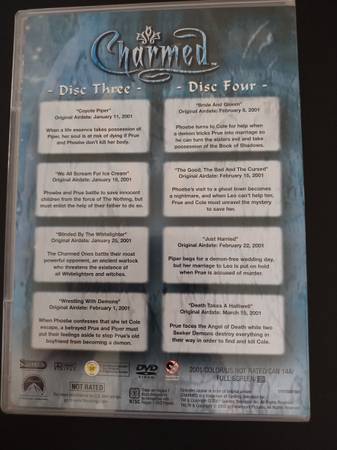 Charmed
- Disc Three -
"Coyote Piper"
Original Airdate: January 11, 2001
When a life essence takes possession of
Piper, her soul is at risk of dying if Prue
and Phoebe don't kill her body.
"We All Scream For Ice Cream"
Original Airdate: January 18, 2001
Phoebe and Prue battle to save innocent
children from the force of The Nothing, but
must enlist the help of their father to do so.
"Blinded By The Whitelighter"
Original Airdate: January 25, 2001
The Charmed Ones battle their most
powerful opponent, an ancient warlock
who threatens the existence of
all Whitelighters and witches.
"Wrestling With Demons"
Original Airdate: February 1, 2001
When Phoebe confesses that she let Cole
escape, a betrayed Prue and Piper must
put their feelings aside to stop Prue's old
boyfriend from becoming a demon.
- Disc Four -
"Bride And Gloom"
Original Airdate: February 8, 2001
Phoebe turns to Cole for help when
a demon tricks Prue into marriage so
he can turn the sisters evil and take
possession of the Book of Shadows.
"The Good, The Bad And The Cursed"
Original Airdate: February 15, 2001
Phoebe's visit to a ghost town becomes
a nightmare, and when Leo can't help her,
Prue and Cole must unravel the mystery
to save her.
"Just Married"
Original Airdate: February 22, 2001
Piper begs for a demon-free wedding day,
but her marriage to Leo is put on hold
when Prue is accused of murder.
"Death Takes A Halliwell"
Original Airdate: March 15, 2001
Prue faces the Angel of Death while two
Seeker Demons destroy everything in
their way in order to find and kill Cole.
NOT RATED
DVD
VIDEO
NTSC
FULL SCREEN